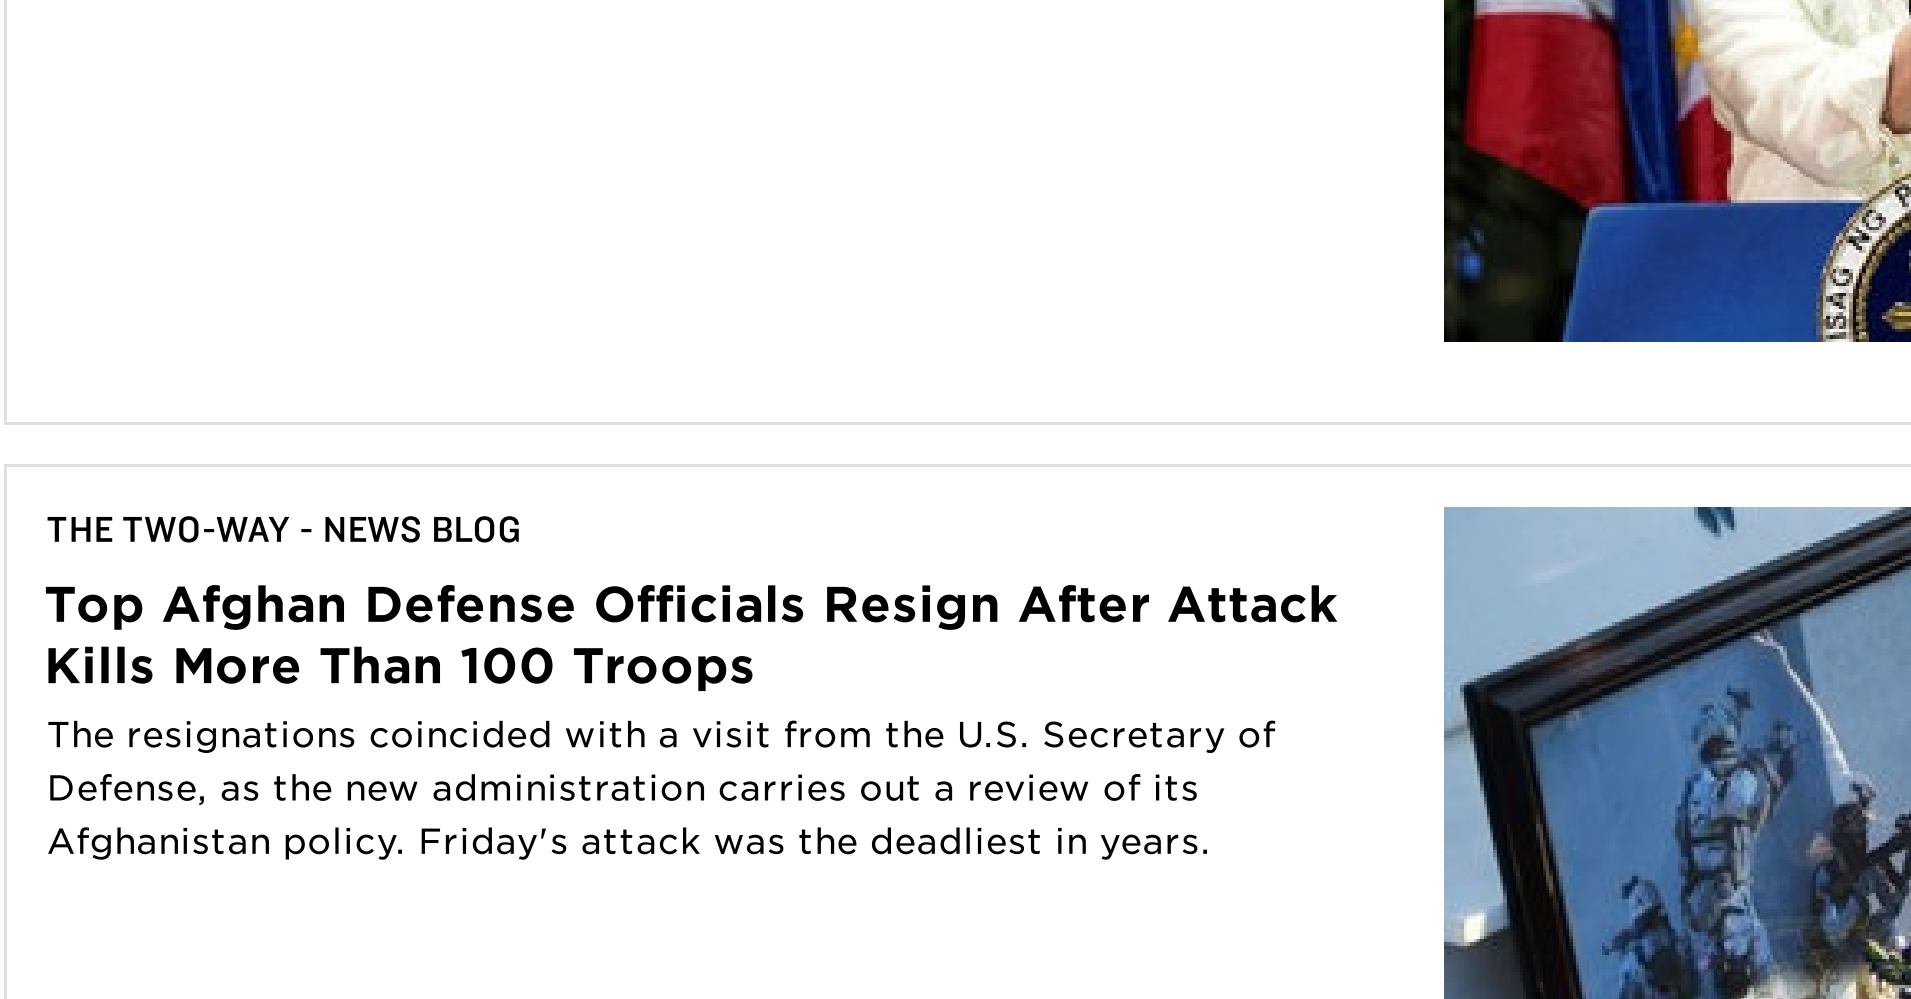 ISAG NG
THE TWO-WAY - NEWS BLOG
Top Afghan Defense Officials Resign After Attack
Kills More Than 100 Troops
The resignations coincided with a visit from the U.S. Secretary of
Defense, as the new administration carries out a review of its
Afghanistan policy. Friday's attack was the deadliest in years.